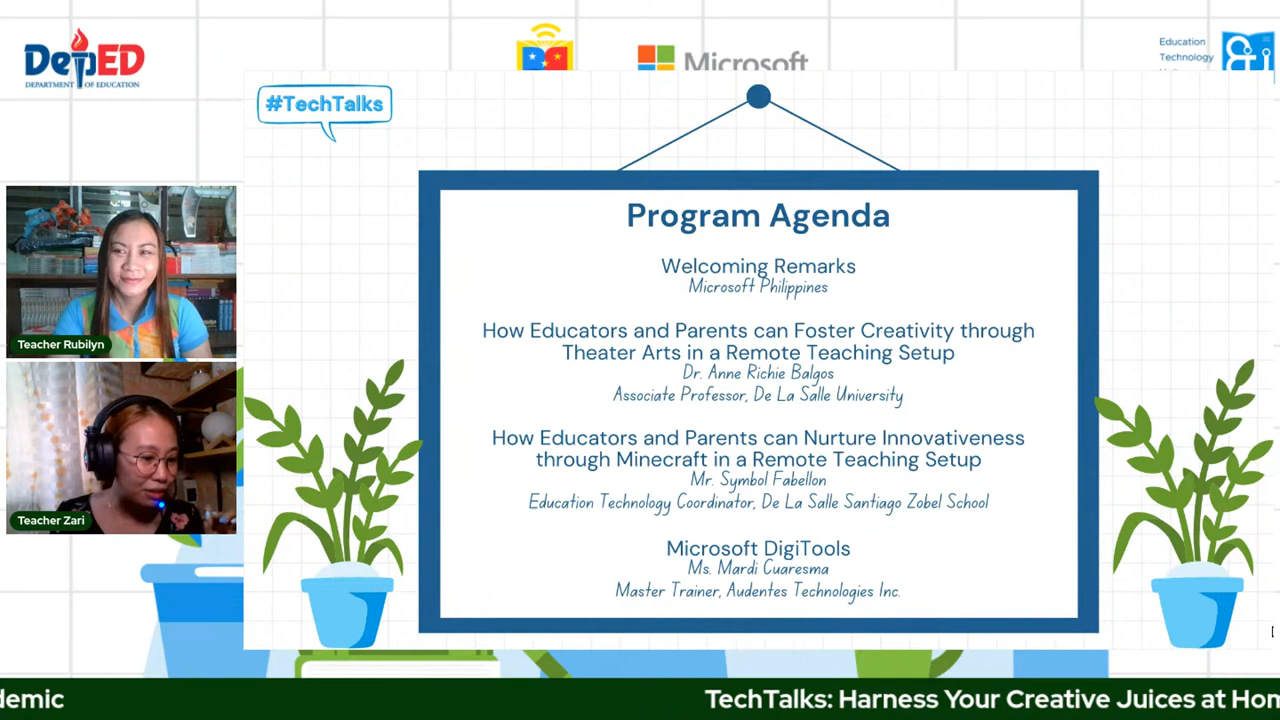 DepED
DEPARTMENT OF EDUCATION
Microsoft
Education
Technology
#TechTalks
Program Agenda
Welcoming Remarks
Microsoft Philippines
How Educators and Parents can Foster Creativity through
Theater Arts in a Remote Teaching Setup
Dr. Anne Richie Balgos
Associate Professor, De La Salle University
How Educators and Parents can Nurture Innovativeness
through Minecraft in a Remote Teaching Setup
Mr. Symbol Fabellon
Education Technology Coordinator, De La Salle Santiago Zobel School
Microsoft DigiTools
Ms. Mardi Cuaresma
Master Trainer, Audentes Technologies Inc.
Teacher Rubilyn
Teacher Zari
demic
TechTalks: Harness Your Creative Juices at Hom